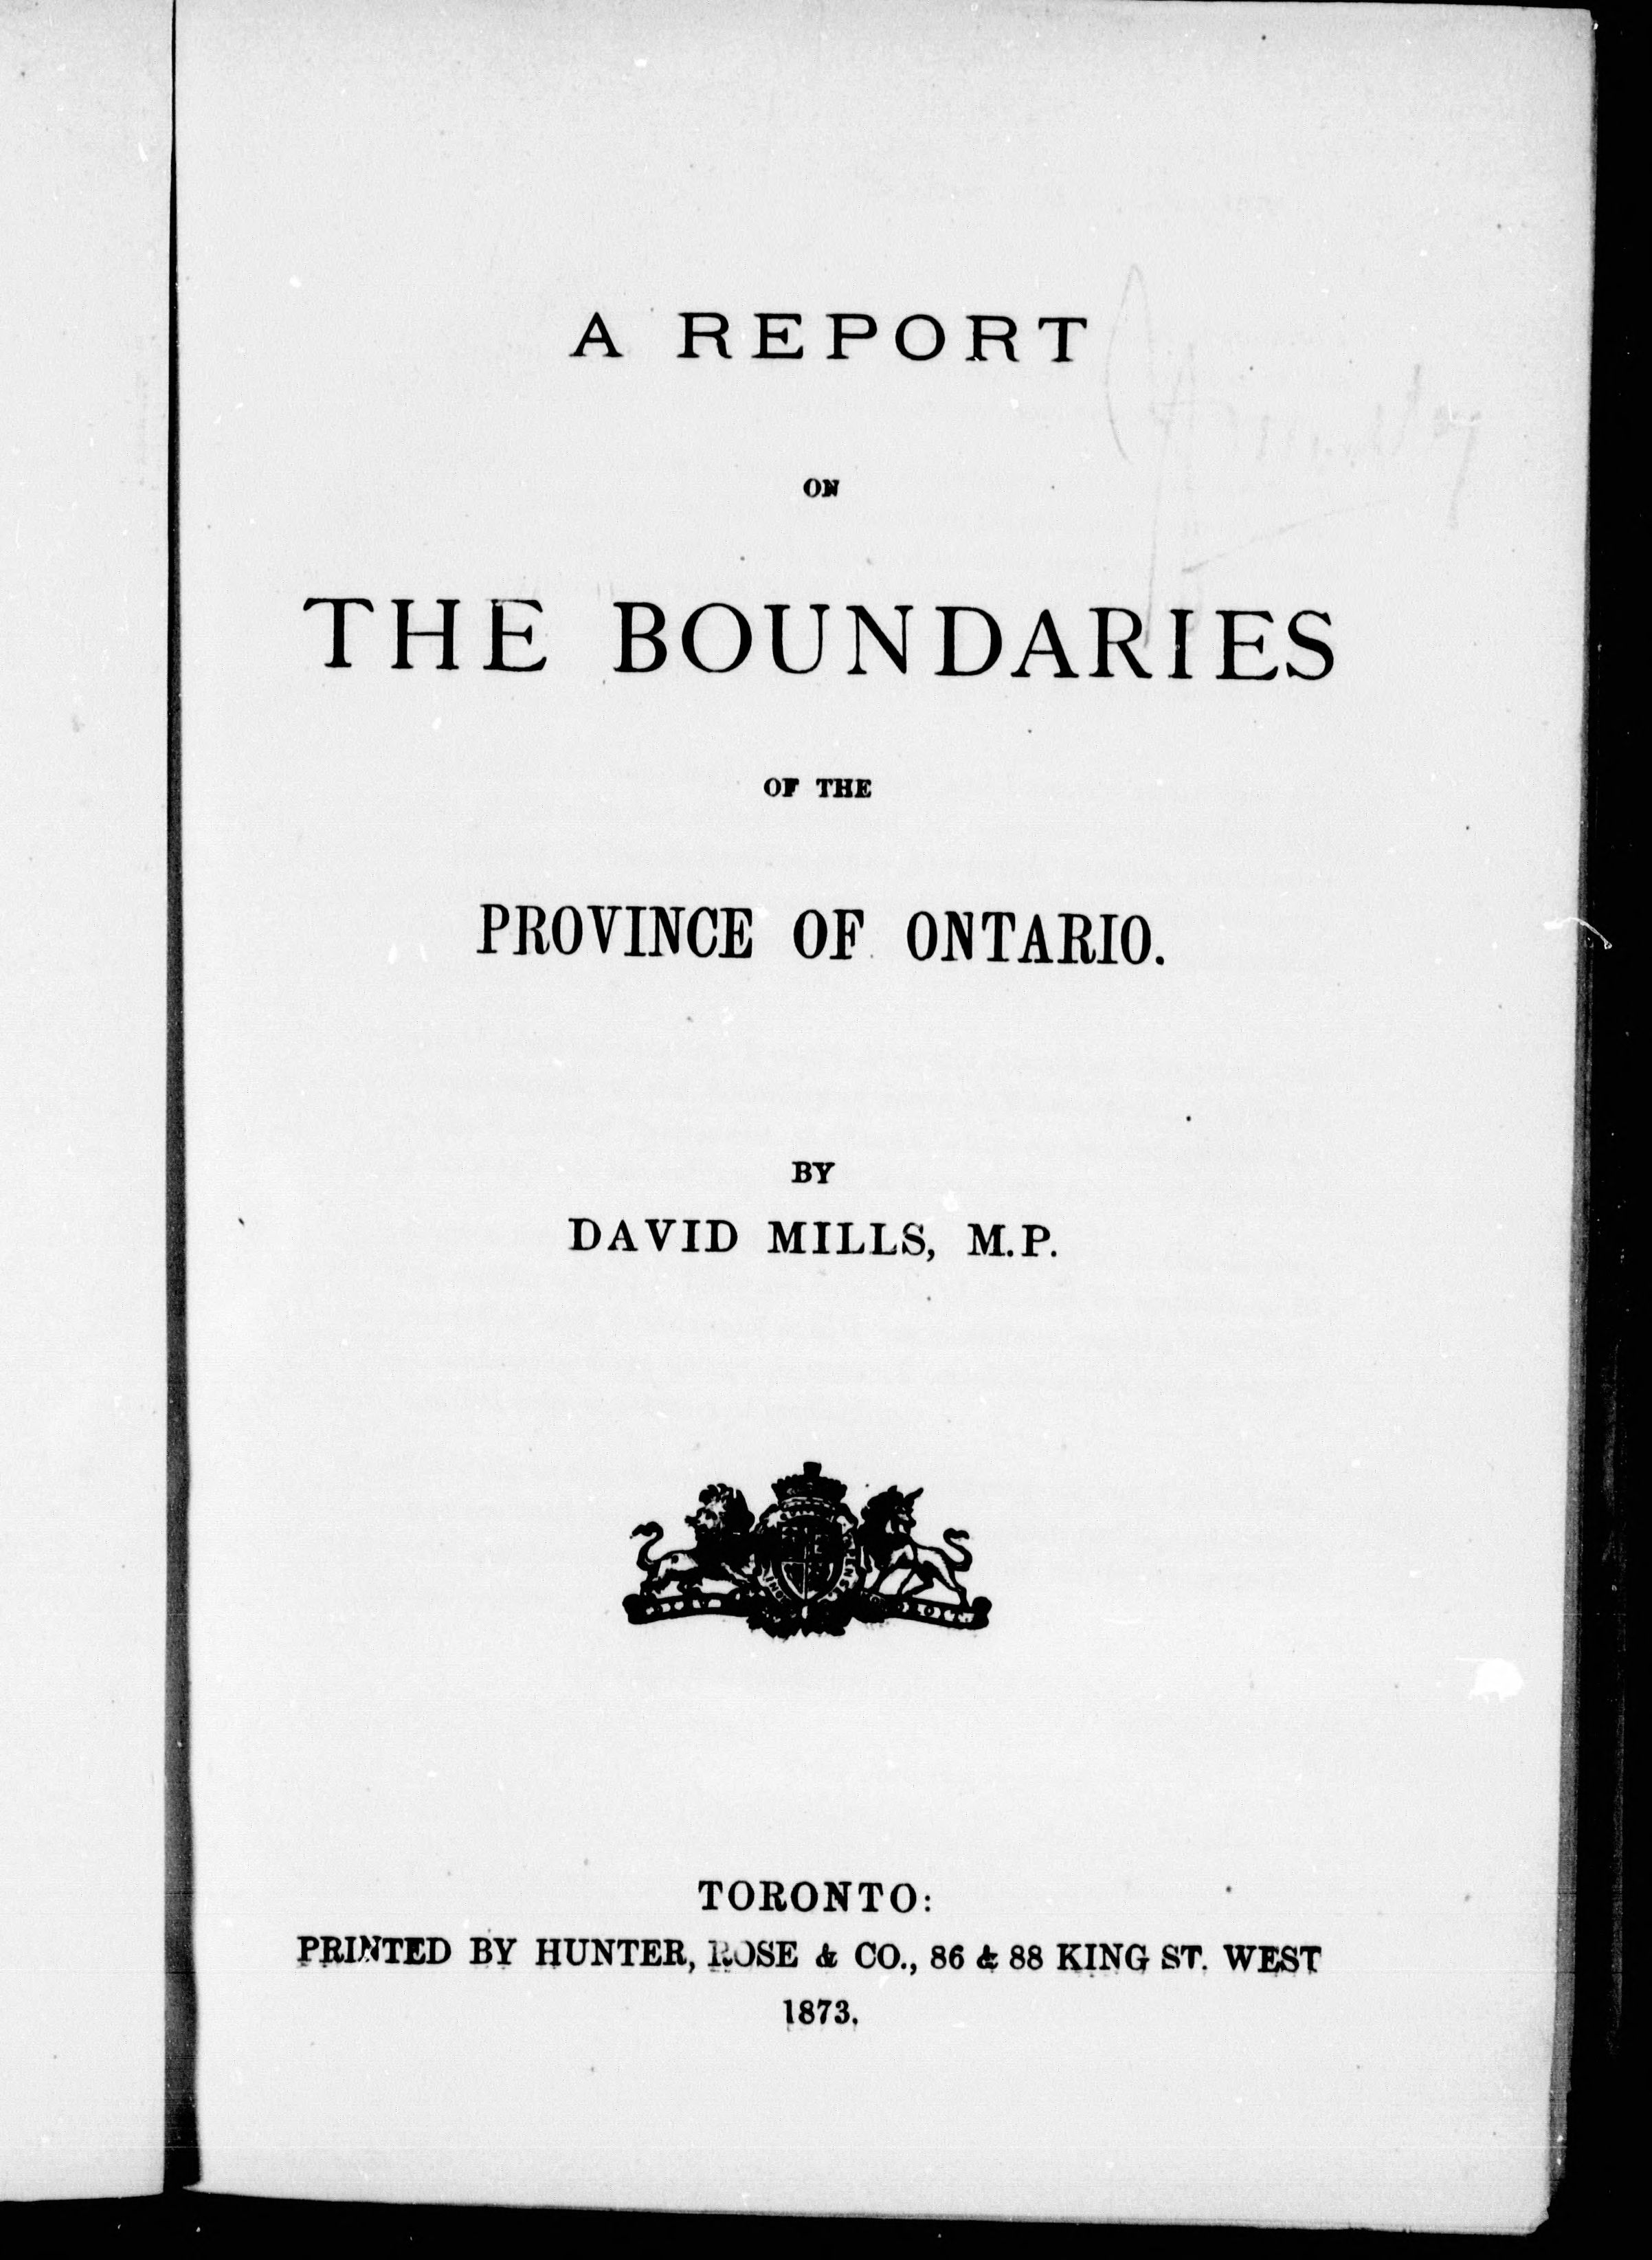 A REPORT
ON
THE BOUNDARIES
OF THE
PROVINCE OF ONTARIO.
BY
DAVID MILLS, M.P.
TORONTO:
PRINTED BY HUNTER, ROSE & CO., 86 & 88 KING ST. WEST
1873.